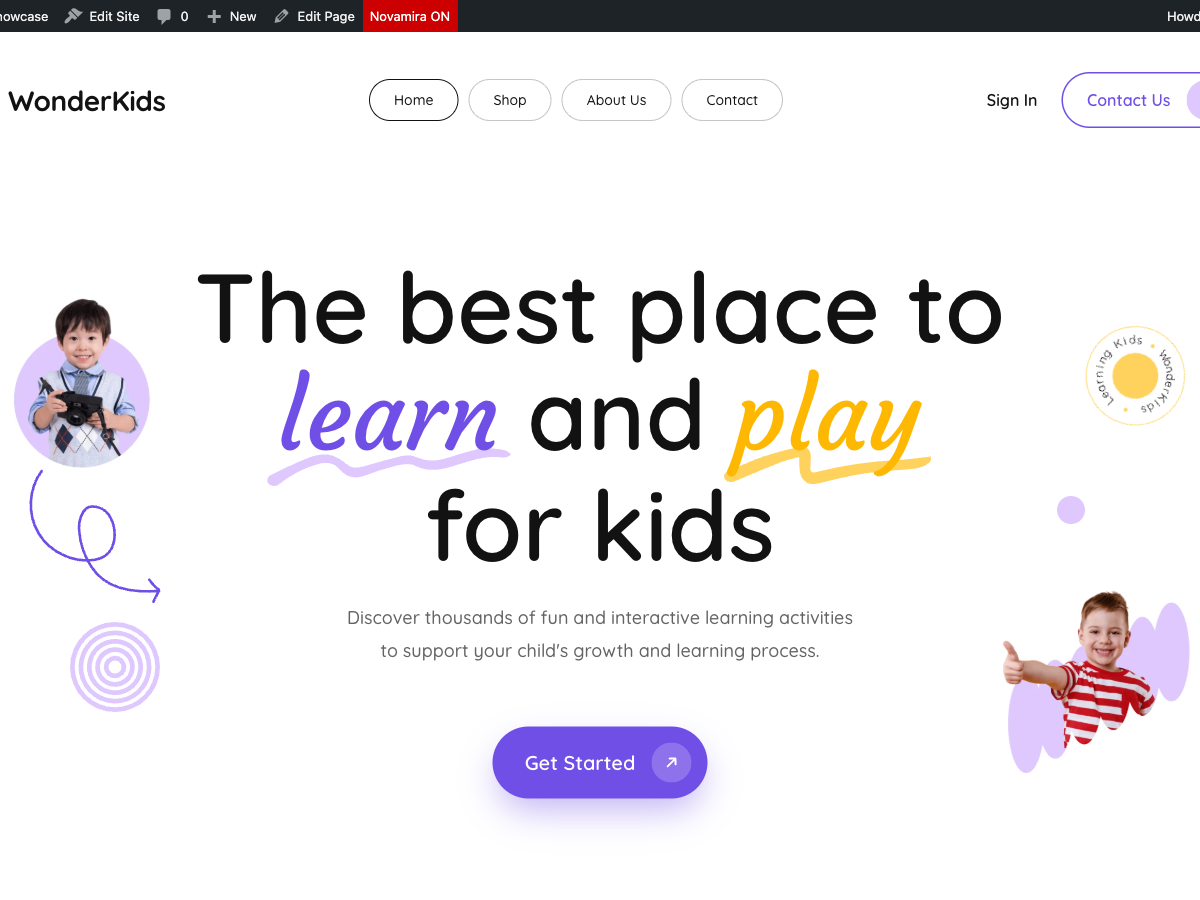 Edit Site
0
New
Edit Page
Novamira ON
WonderKids
Home
Shop
About Us
Contact
Sign In
Contact Us
The best place to
learn and play
for kids
Learning Kids • WonderKids •
Discover thousands of fun and interactive learning activities
to support your child's growth and learning process.
Get Started